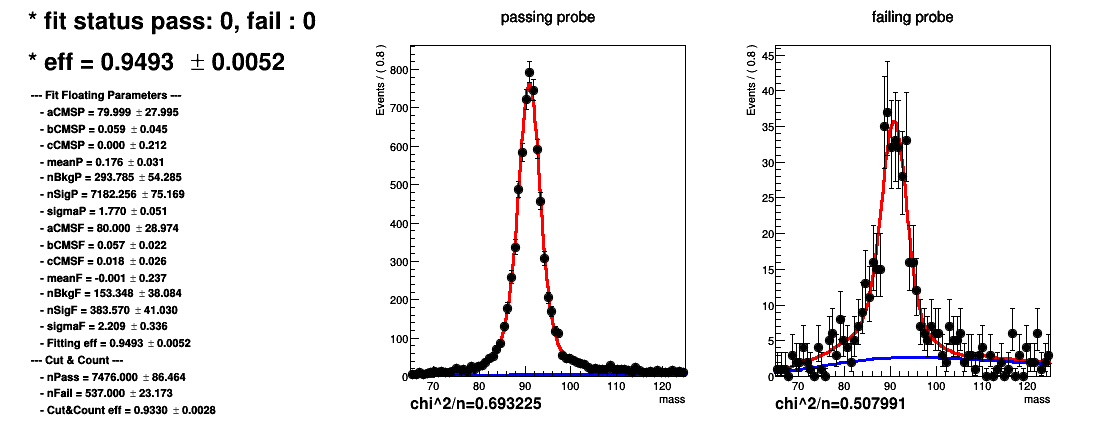 * fit status pass: 0, fail : 0
* eff = 0.9493 ± 0.0052
--- Fit Floating Parameters ---
- aCMSP = 79.999 ± 27.995
- bCMSP = 0.059 ± 0.045
- cCMSP = 0.000 ± 0.212
- meanP = 0.176 ± 0.031
- nBkgP = 293.785 ± 54.285
- nSigP = 7182.256 ± 75.169
- sigmaP = 1.770 ± 0.051
- aCMSF = 80.000 ± 28.974
- bCMSF = 0.057 ± 0.022
- cCMSF = 0.018 ± 0.026
- meanF = -0.001 ± 0.237
- nBkgF = 153.348 ± 38.084
- nSigF = 383.570 ± 41.030
- sigmaF = 2.209 ± 0.336
- Fitting eff = 0.9493 ± 0.0052
--- Cut & Count ---
- nPass = 7476.000 ± 86.464
- nFail = 537.000 ± 23.173
- Cut&Count eff = 0.9330 ± 0.0028
passing probe
Events / ( 0.8 )
800
700
600
500
400
300
200
100
0
70 80 90 100 110 120
mass
chi^2/n=0.693225
failing probe
Events / ( 0.8 )
45
40
35
30
25
20
15
10
5
0
70 80 90 100 110 120
mass
chi^2/n=0.507991